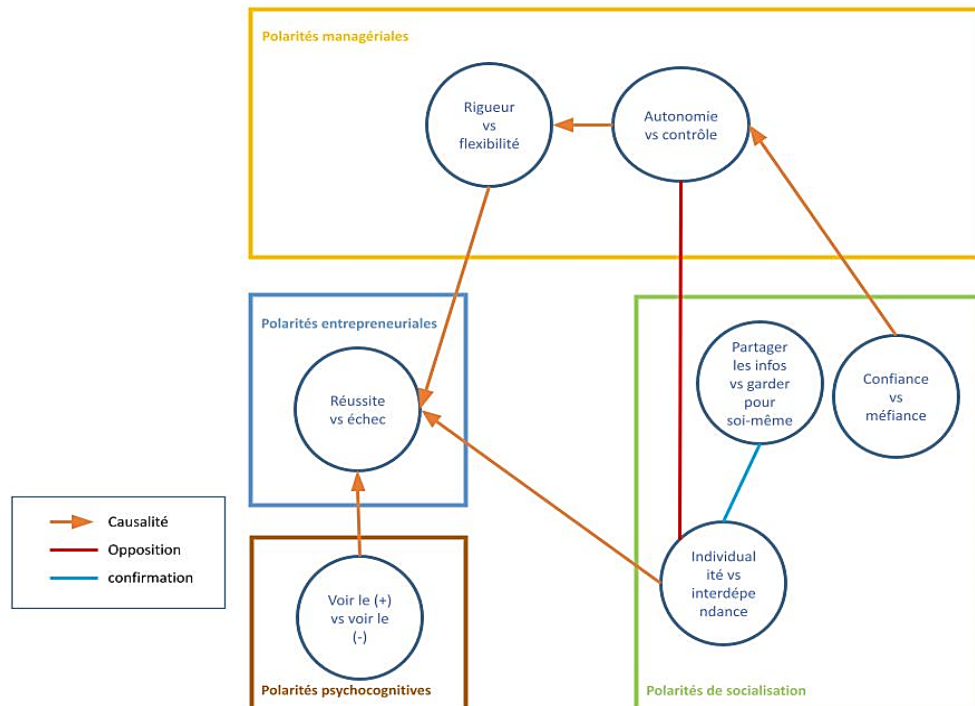 Polarités managériales
Rigueur
vs
flexibilité
Autonomie
vs contrôle
Polarités entrepreneuriales
Réussite
vs échec
Partager
les infos
vs garder
pour
soi-même
Confiance
vs
méfiance
Individual
ité vs
interdépe
ndance
Polarités de socialisation
Voir le (+)
vs voir le
(-)
Polarités psychocognitives
Causalité
Opposition
confirmation